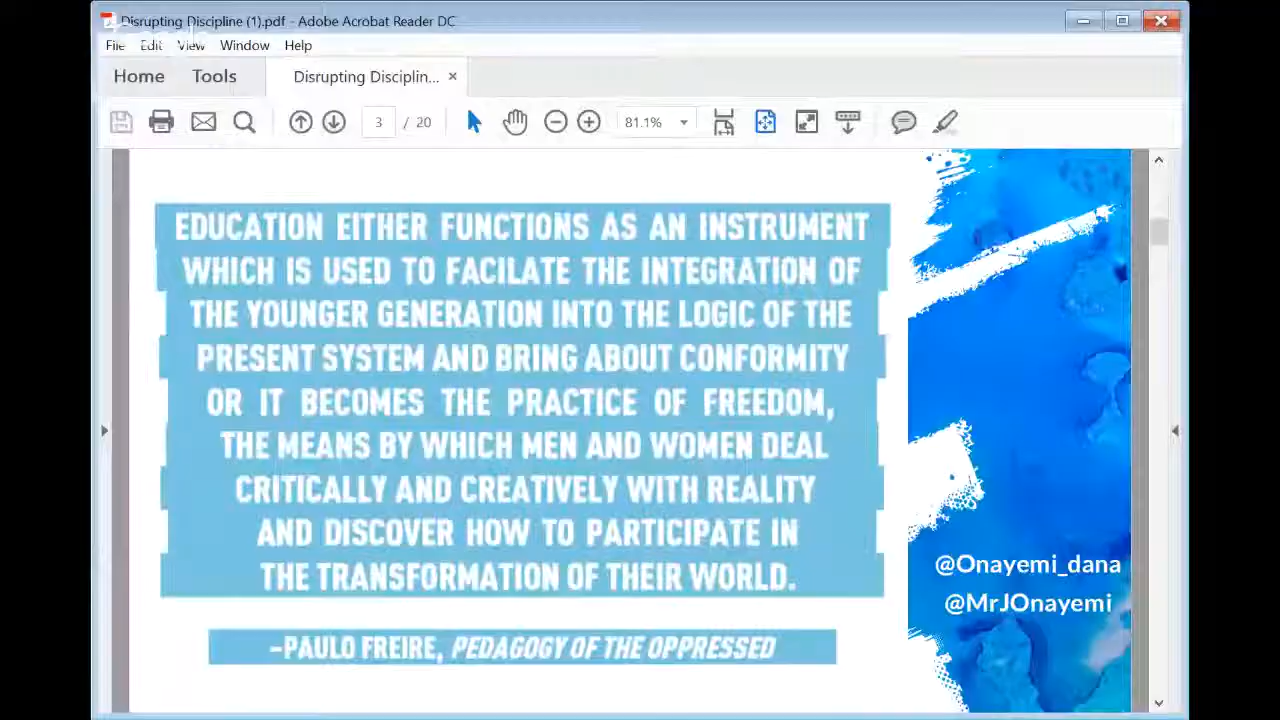 Disrupting Discipline (1).pdf - Adobe Acrobat Reader DC
File Edit View Window Help
Home Tools Disrupting Disciplin... ×
3 / 20 81.1%
EDUCATION EITHER FUNCTIONS AS AN INSTRUMENT
WHICH IS USED TO FACILATE THE INTEGRATION OF
THE YOUNGER GENERATION INTO THE LOGIC OF THE
PRESENT SYSTEM AND BRING ABOUT CONFORMITY
OR IT BECOMES THE PRACTICE OF FREEDOM,
THE MEANS BY WHICH MEN AND WOMEN DEAL
CRITICALLY AND CREATIVELY WITH REALITY
AND DISCOVER HOW TO PARTICIPATE IN
THE TRANSFORMATION OF THEIR WORLD.
–PAULO FREIRE, PEDAGOGY OF THE OPPRESSED
@Onayemi_dana
@MrJOnayemi